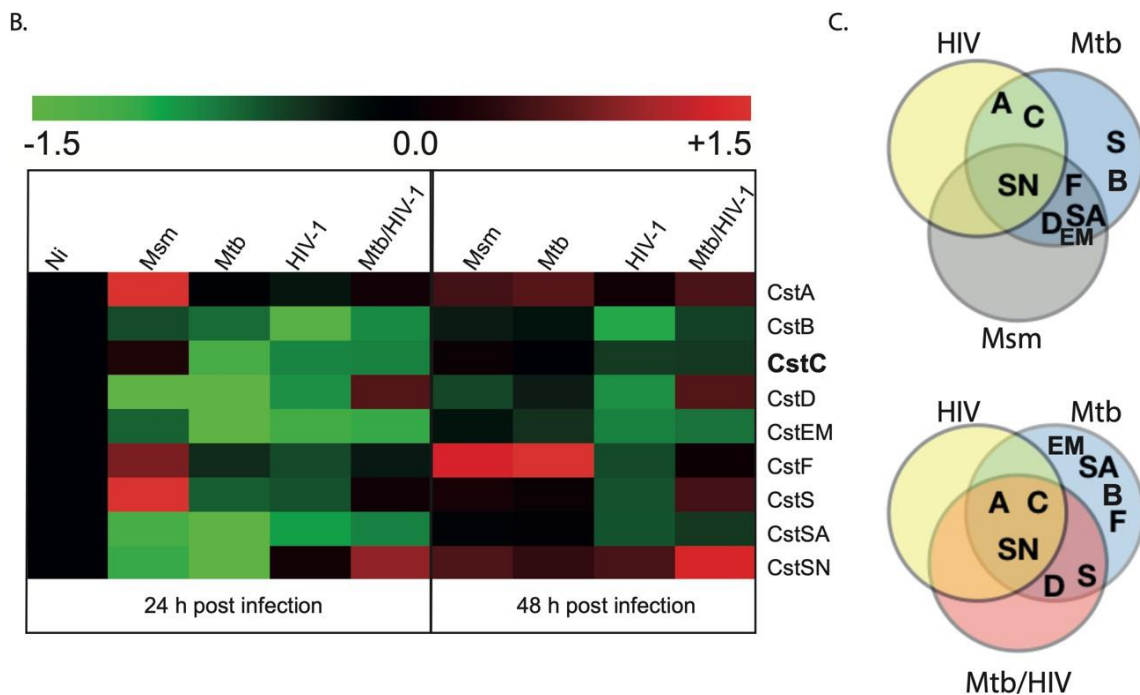 B.
-1.5 0.0 +1.5
Ni Msm Mtb HIV-1 Mtb/HIV-1 Msm Mtb HIV-1 Mtb/HIV-1
CstA
CstB
CstC
CstD
CstEM
CstF
CstS
CstSA
CstSN
24 h post infection 48 h post infection
C.
HIV Mtb
A C S
SN F B
D SA
EM
Msm
HIV Mtb
EM SA
A C B
F
SN
D S
Mtb/HIV